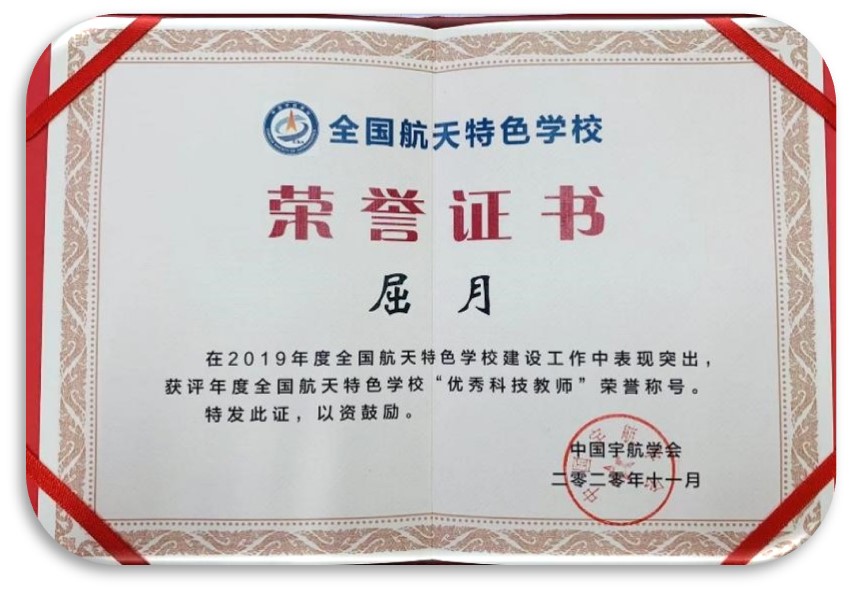 全国航天特色学校
荣誉证书
屈月
在2019年度全国航天特色学校建设工作中表现突出，
获评年度全国航天特色学校“优秀科技教师”荣誉称号。
特发此证，以资鼓励。
中国宇航学会
二零二零年十一月